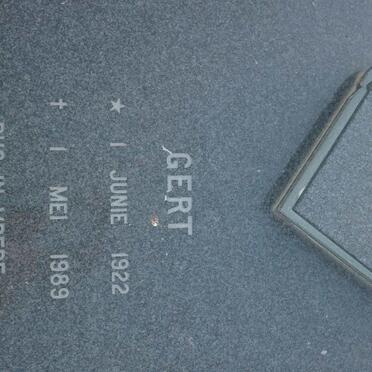 GERT
★ 1 JUNIE 1922
† 1 MEI 1989